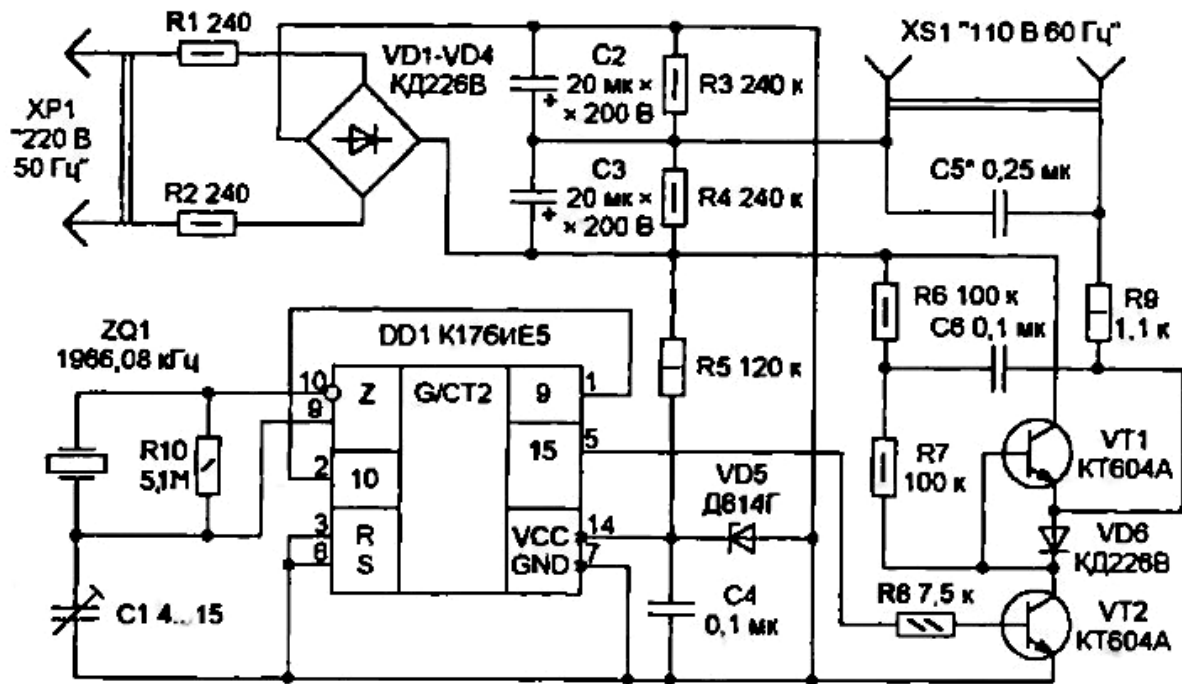 R1 240
VD1-VD4
КД226В
XP1
"220 В
50 Гц"
R2 240
C2
20 мк ×
× 200 В
+
R3 240 к
C3
20 мк ×
× 200 В
+
R4 240 к
XS1 "110 В 60 Гц"
C5* 0,25 мк
R6 100 к
C6 0,1 мк
R9
1,1 к
ZQ1
1966,08 кГц
DD1 К176ИЕ5
R5 120 к
10
9
Z
G/CT2
9
1
R10
5,1М
2
10
15
5
3
R
6
S
VCC
14
GND
7
VD5
Д814Г
R7
100 к
VT1
КТ604А
VD6
КД226В
C1 4...15
C4
0,1 мк
R8 7,5 к
VT2
КТ604А